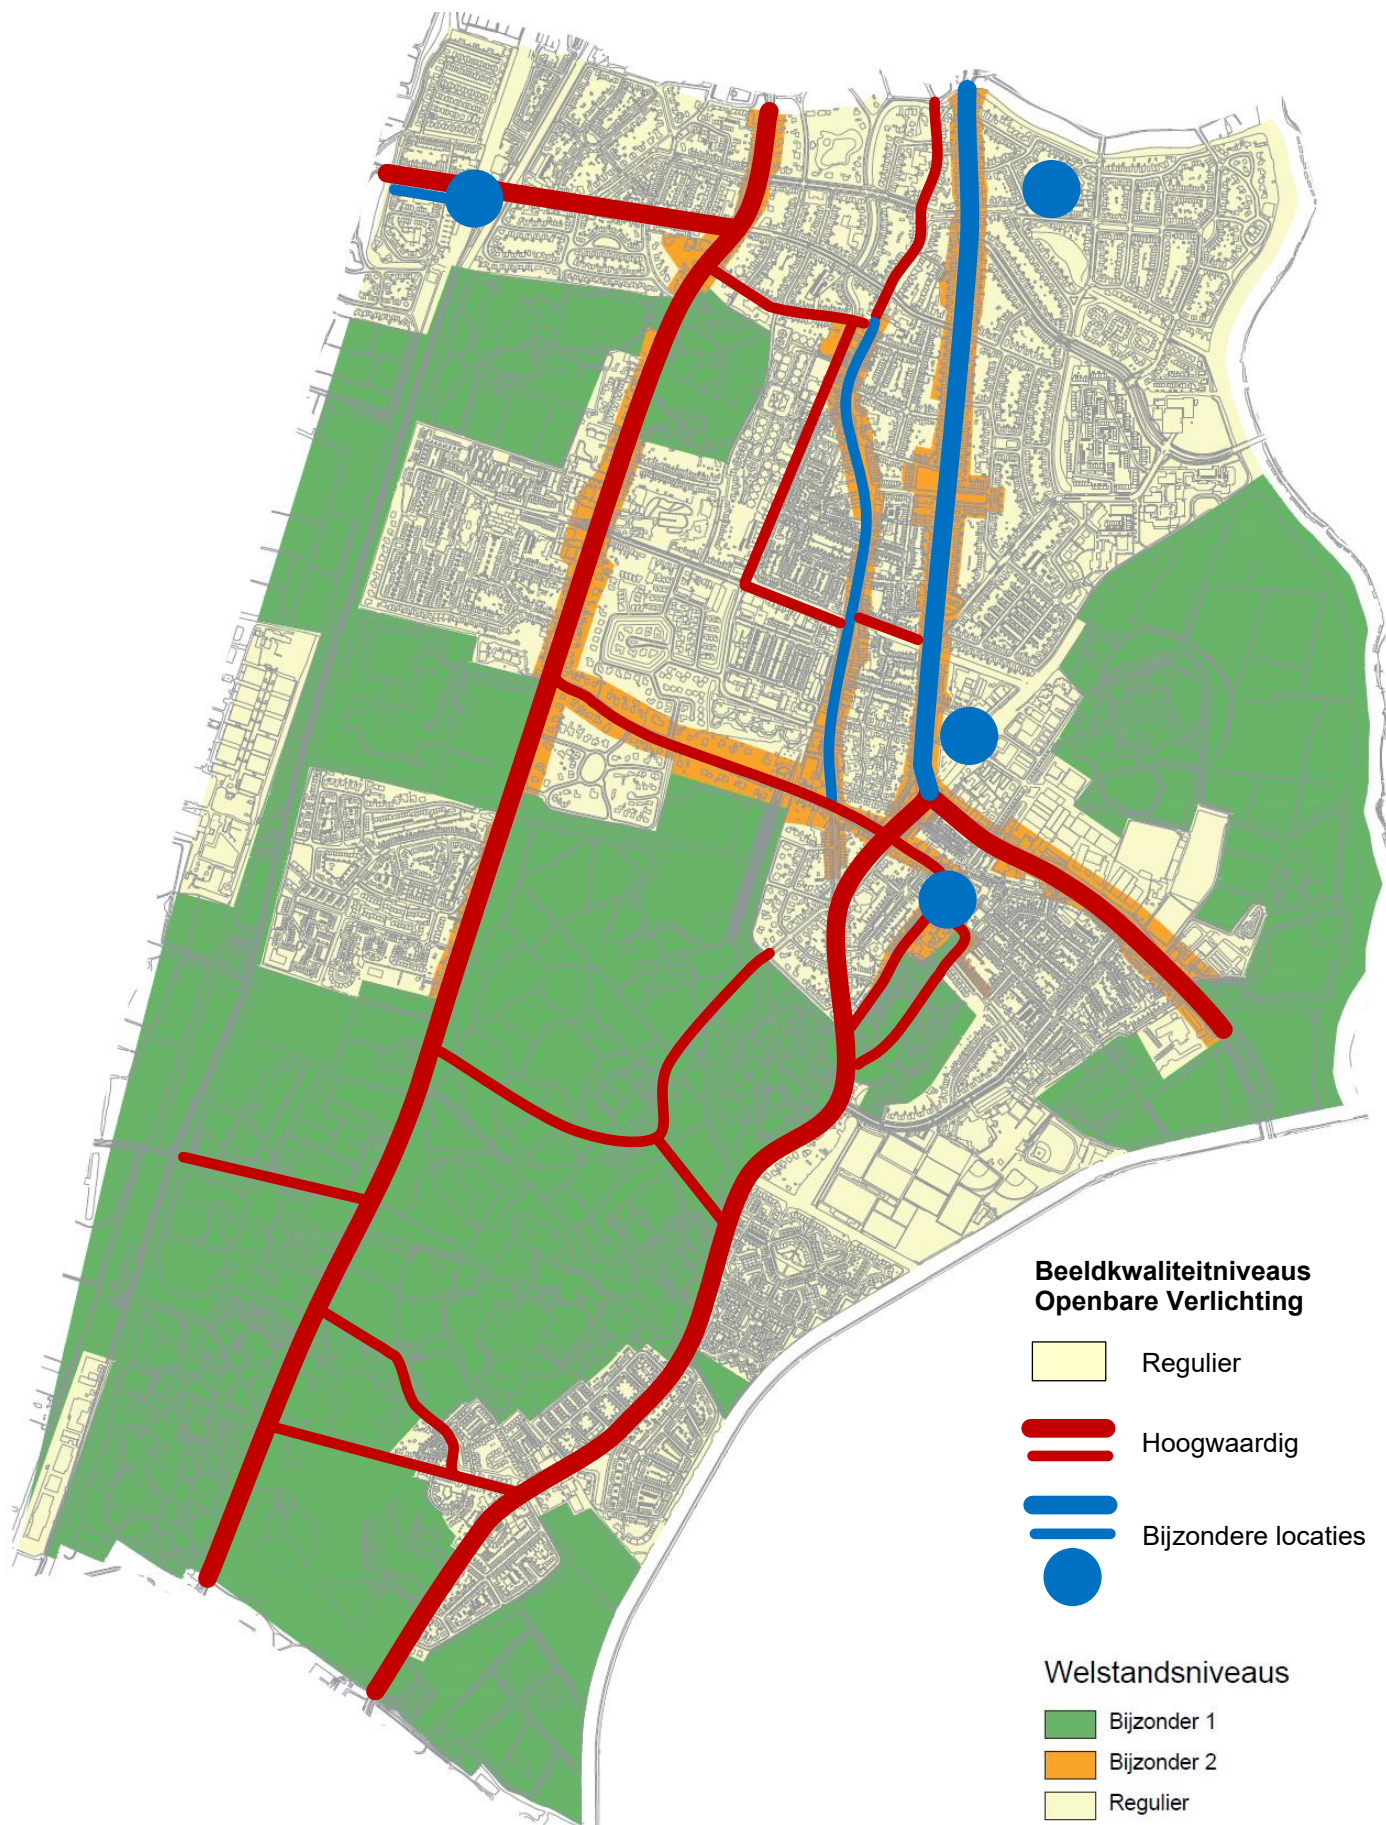 Beeldkwaliteitniveaus
Openbare Verlichting
Regulier
Hoogwaardig
Bijzondere locaties
Welstandsniveaus
Bijzonder 1
Bijzonder 2
Regulier